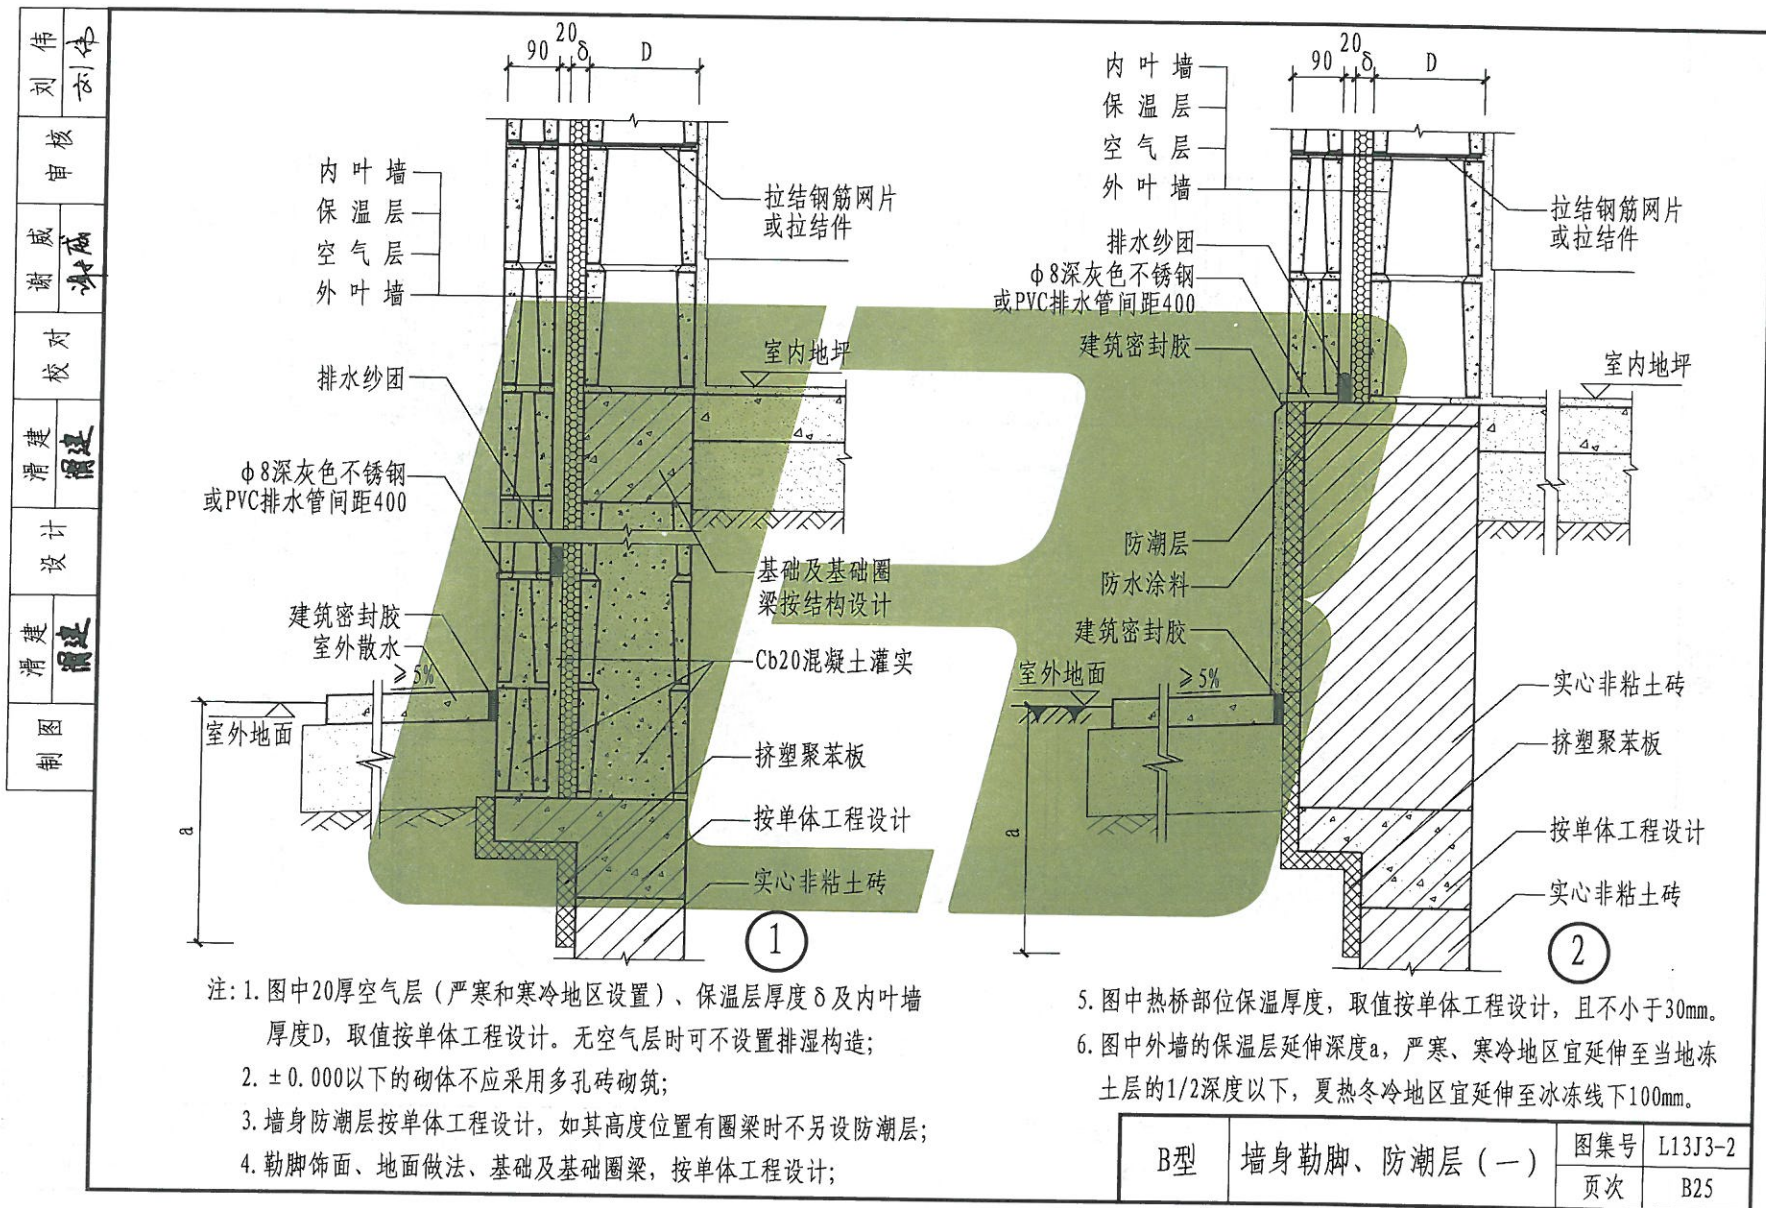 刘伟
审核
谢威
校对
滑建
设计
滑建
制图
90
20
δ
D
内叶墙
保温层
空气层
外叶墙
拉结钢筋网片
或拉结件
室内地坪
排水纱团
φ8深灰色不锈钢
或PVC排水管间距400
基础及基础圈
梁按结构设计
建筑密封胶
室外散水
≥5%
Cb20混凝土灌实
室外地面
挤塑聚苯板
按单体工程设计
实心非粘土砖
a
1
90
20
δ
D
内叶墙
保温层
空气层
外叶墙
拉结钢筋网片
或拉结件
排水纱团
φ8深灰色不锈钢
或PVC排水管间距400
建筑密封胶
室内地坪
防潮层
防水涂料
建筑密封胶
室外地面
≥5%
实心非粘土砖
挤塑聚苯板
按单体工程设计
实心非粘土砖
a
2
注:1.图中20厚空气层（严寒和寒冷地区设置）、保温层厚度δ及内叶墙
厚度D，取值按单体工程设计。无空气层时可不设置排湿构造；
2.±0.000以下的砌体不应采用多孔砖砌筑；
3.墙身防潮层按单体工程设计，如其高度位置有圈梁时不另设防潮层；
4.勒脚饰面、地面做法、基础及基础圈梁，按单体工程设计；
5.图中热桥部位保温厚度，取值按单体工程设计，且不小于30mm。
6.图中外墙的保温层延伸深度a，严寒、寒冷地区宜延伸至当地冻
土层的1/2深度以下，夏热冬冷地区宜延伸至冰冻线下100mm。
B型
墙身勒脚、防潮层（一）
图集号
L13J3-2
页次
B25